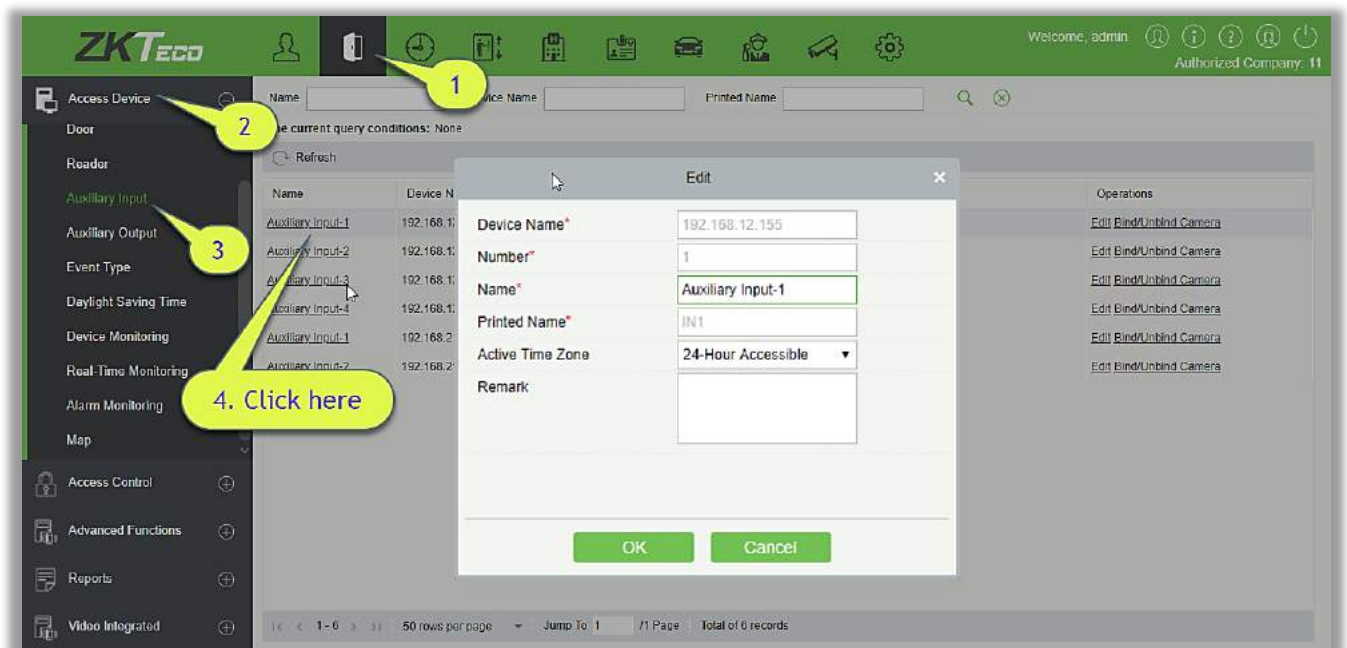 ZKTeco
Welcome, admin
Authorized Company: 11
1
Access Device
2
Door
Reader
Auxiliary Input
3
Auxiliary Output
Event Type
Daylight Saving Time
Device Monitoring
Real-Time Monitoring
Alarm Monitoring
Map
Access Control
Advanced Functions
Reports
Video Integrated
Name Name Printed Name
current query conditions: None
Refresh
Name Device N Operations
Auxiliary Input-1 192.168.1 Edit Bind/Unbind Camera
Auxiliary Input-2 192.168.1 Edit Bind/Unbind Camera
Auxiliary Input-3 192.168.1 Edit Bind/Unbind Camera
Auxiliary Input-4 192.168.1 Edit Bind/Unbind Camera
Auxiliary Input-1 192.168.2 Edit Bind/Unbind Camera
Auxiliary Input-2 192.168.2 Edit Bind/Unbind Camera
4. Click here
Edit
Device Name* 192.168.12.155
Number* 1
Name* Auxiliary Input-1
Printed Name* IN1
Active Time Zone 24-Hour Accessible
Remark
OK Cancel
1-6 50 rows per page Jump To 1 /1 Page Total of 6 records